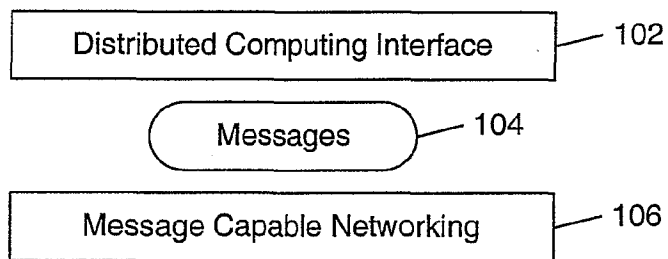 Distributed Computing Interface
102
Messages
104
Message Capable Networking
106